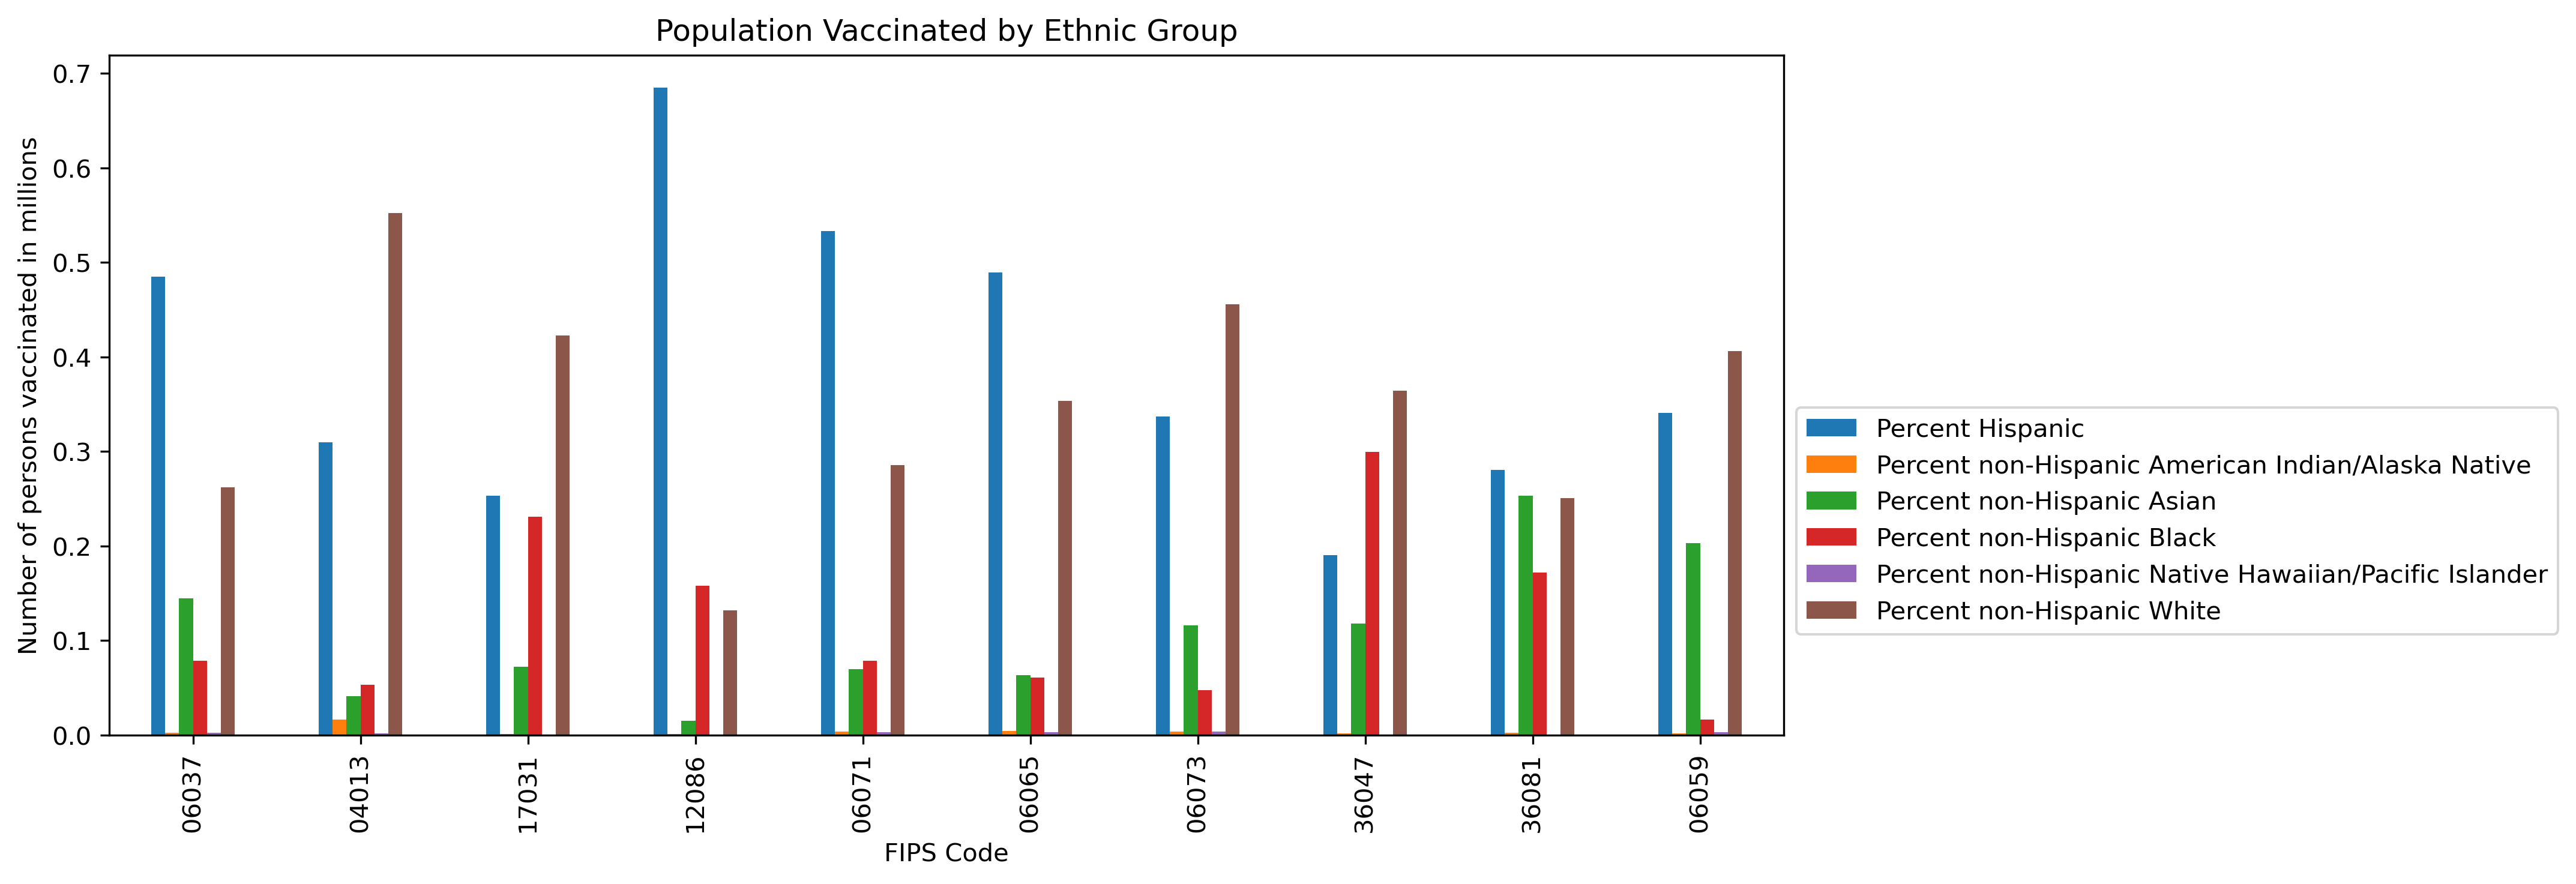 Population Vaccinated by Ethnic Group
Number of persons vaccinated in millions
0.7
0.6
0.5
0.4
0.3
0.2
0.1
0.0
06037
04013
17031
12086
06071
06065
06073
36047
36081
06059
FIPS Code
Percent Hispanic
Percent non-Hispanic American Indian/Alaska Native
Percent non-Hispanic Asian
Percent non-Hispanic Black
Percent non-Hispanic Native Hawaiian/Pacific Islander
Percent non-Hispanic White